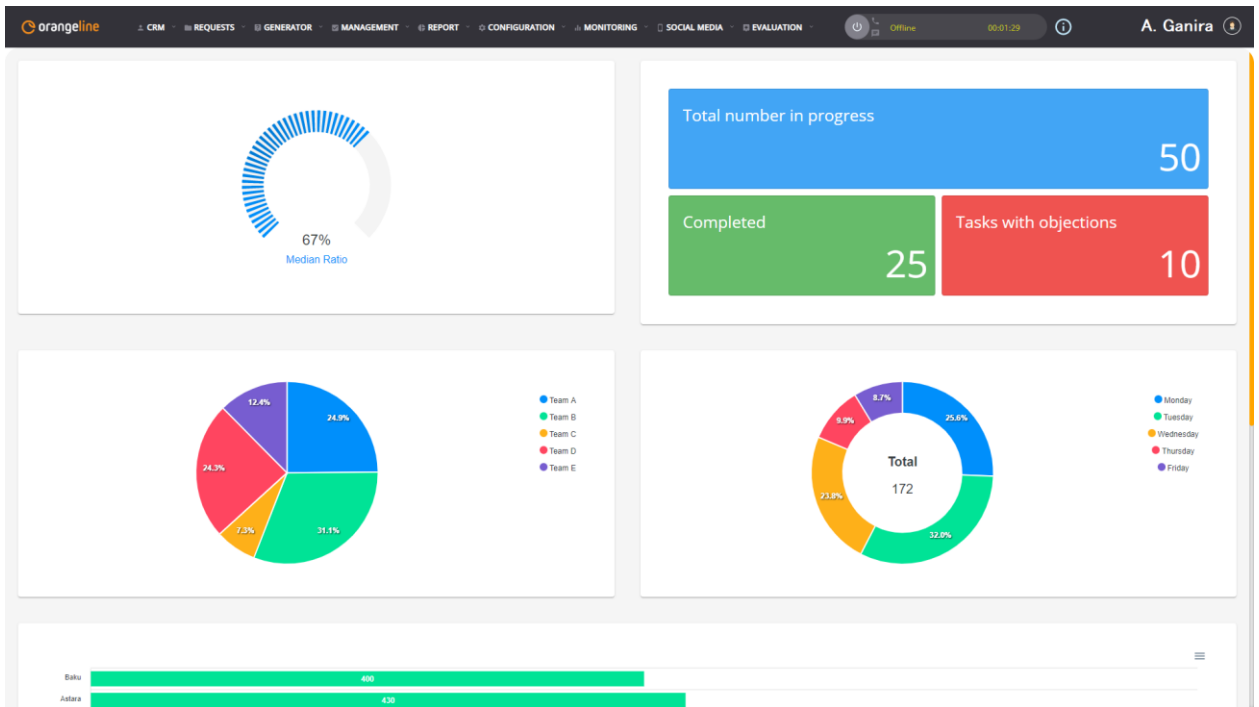 orangeline CRM REQUESTS GENERATOR MANAGEMENT REPORT CONFIGURATION MONITORING SOCIAL MEDIA EVALUATION Offline 00:01:29 A. Ganira
67%
Median Ratio
Total number in progress
50
Completed
25
Tasks with objections
10
12.4%
24.9%
24.3%
7.3%
31.1%
Team A
Team B
Team C
Team D
Team E
8.7%
25.6%
9.9%
23.8%
32.0%
Total
172
Monday
Tuesday
Wednesday
Thursday
Friday
Baku 400
Astara 430